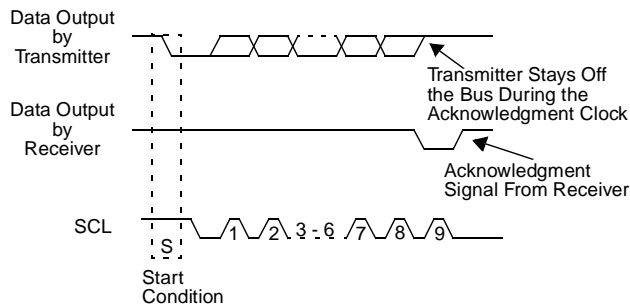 Data Output
by
Transmitter
Transmitter Stays Off
the Bus During the
Acknowledgment Clock
Data Output
by
Receiver
Acknowledgment
Signal From Receiver
SCL
S
1 2 3 - 6 7 8 9
Start
Condition